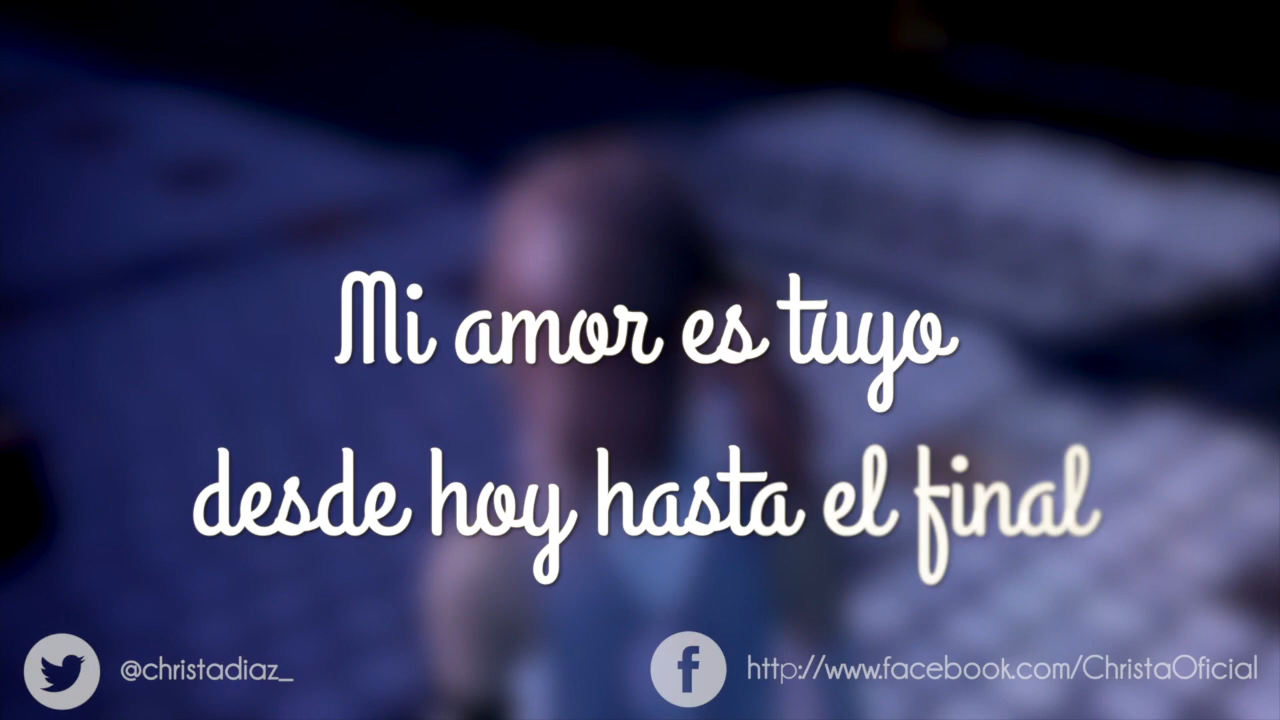 Mi amor es tuyo
desde hoy hasta el final
@christadiaz_
http://www.facebook.com/ChristaOficial